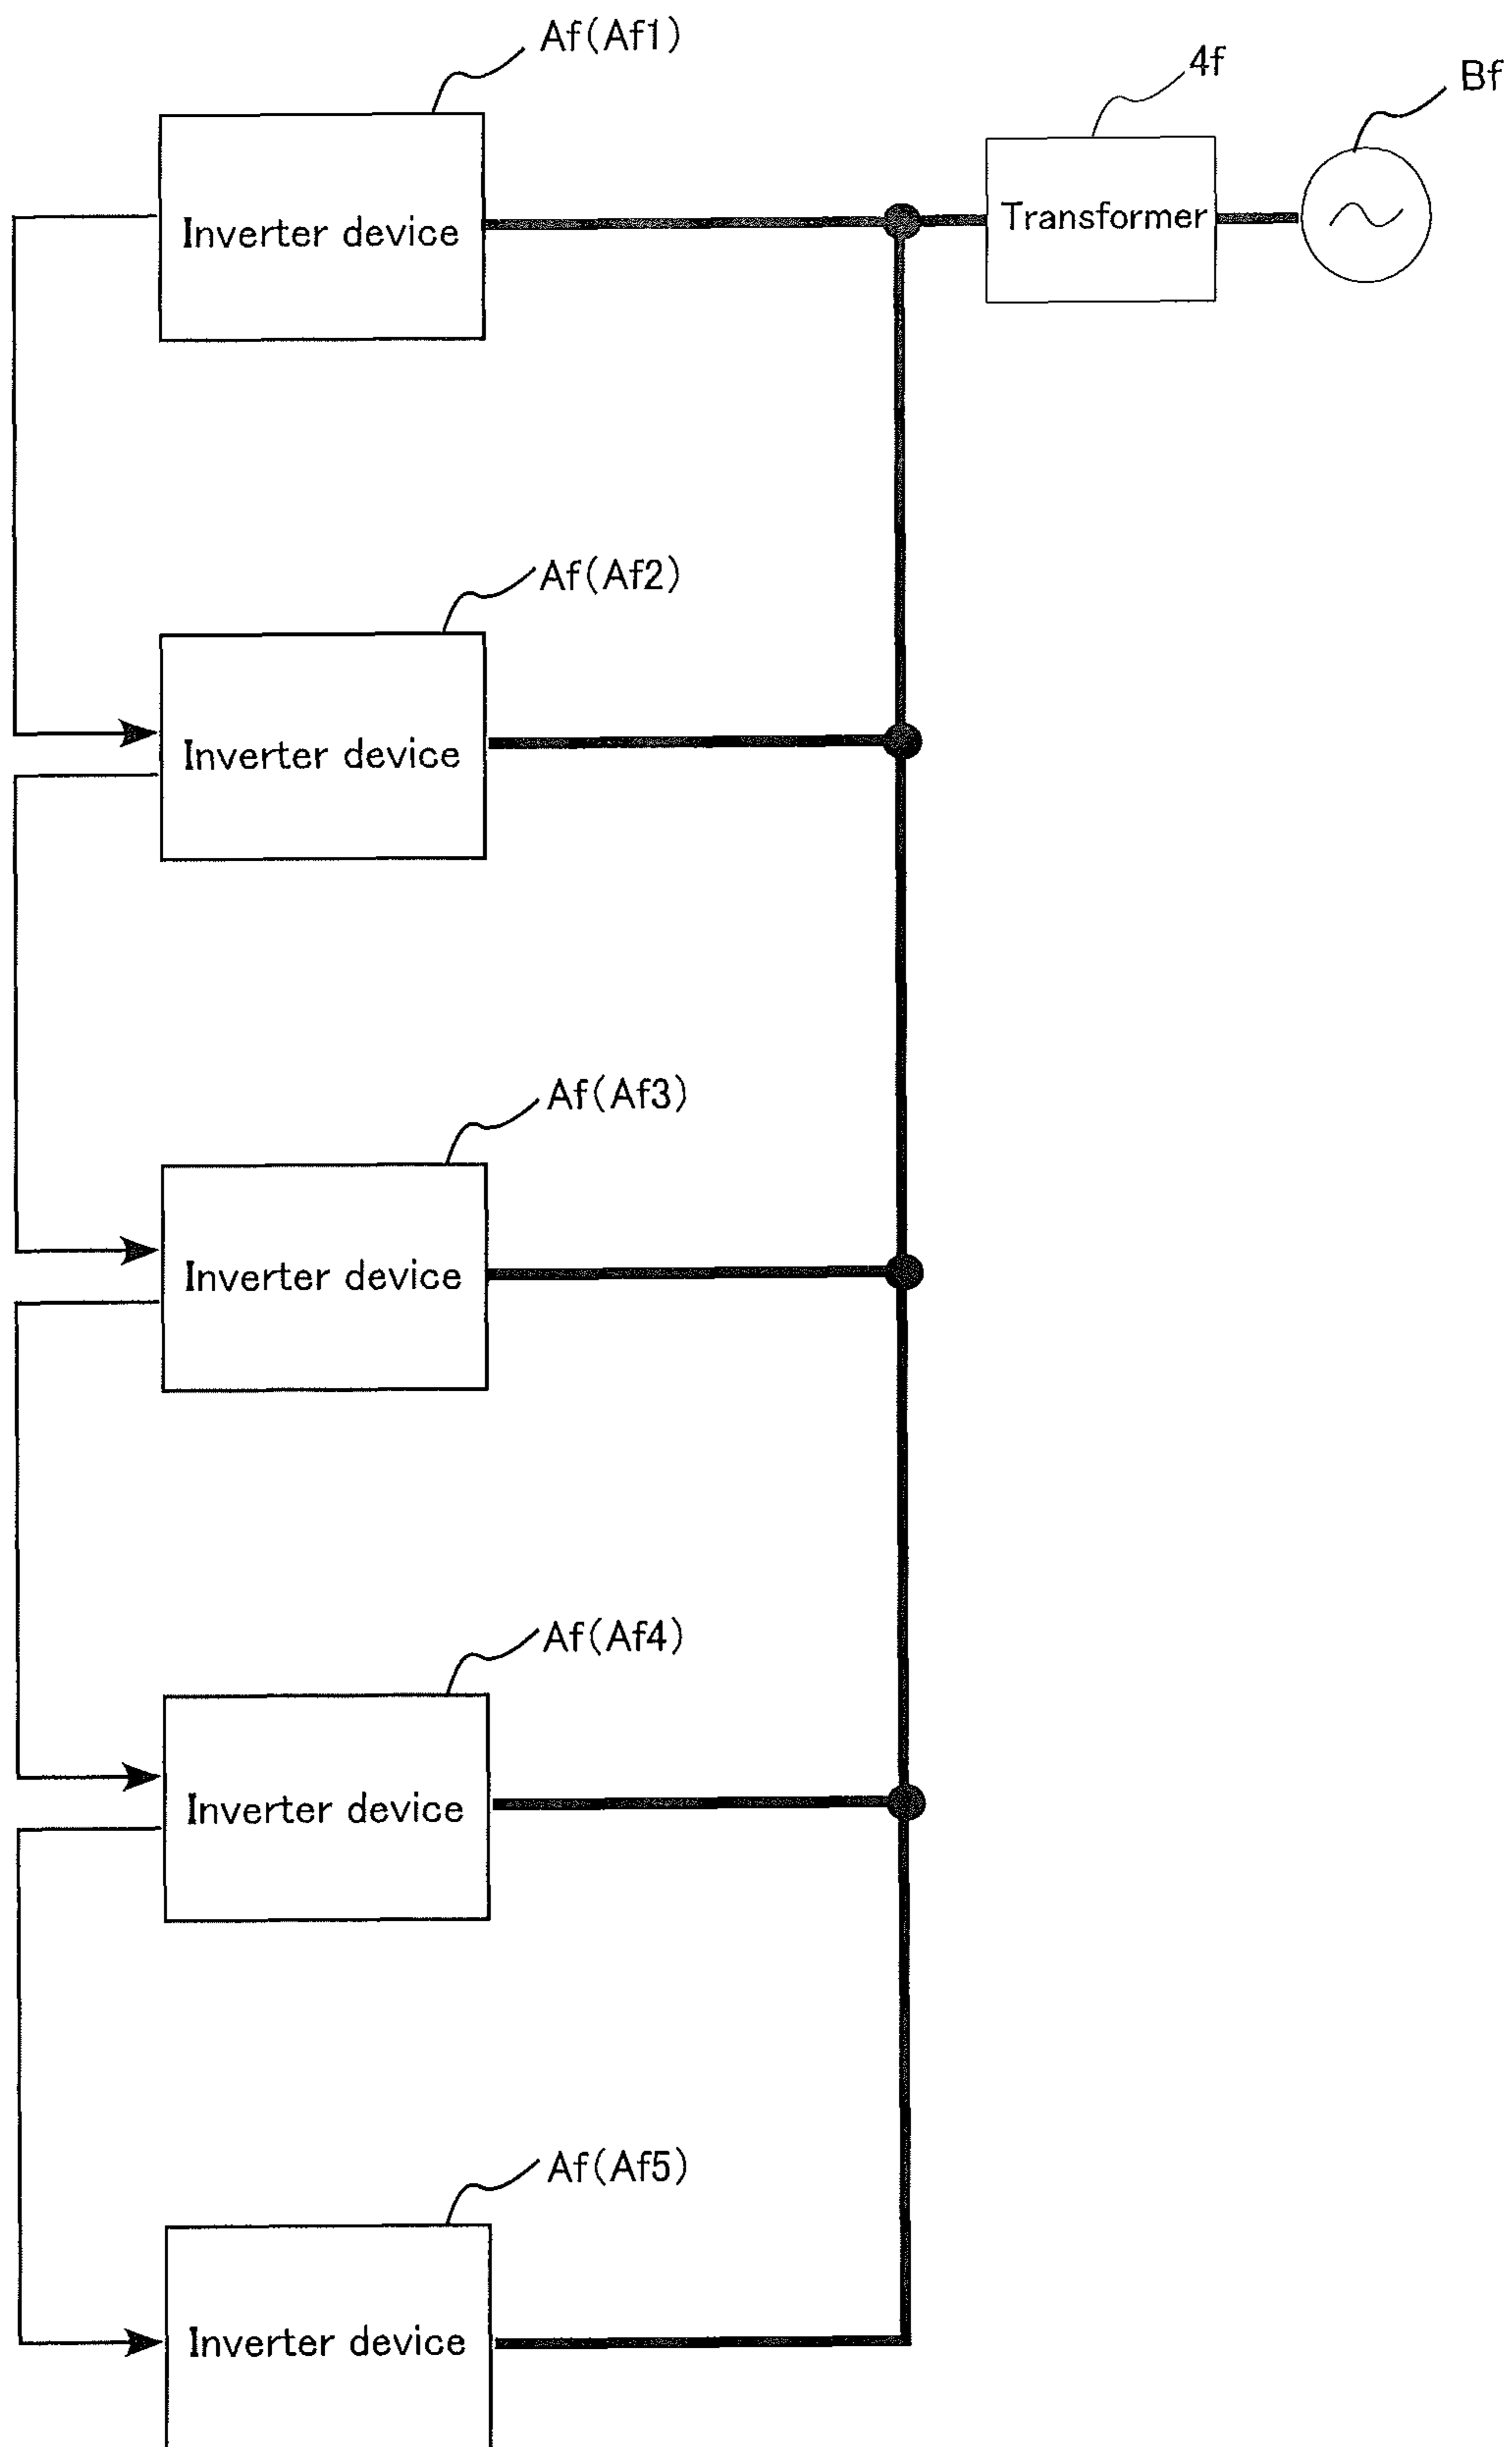 Af(Af1)
4f
Bf
Inverter device
Transformer
Af(Af2)
Inverter device
Af(Af3)
Inverter device
Af(Af4)
Inverter device
Af(Af5)
Inverter device